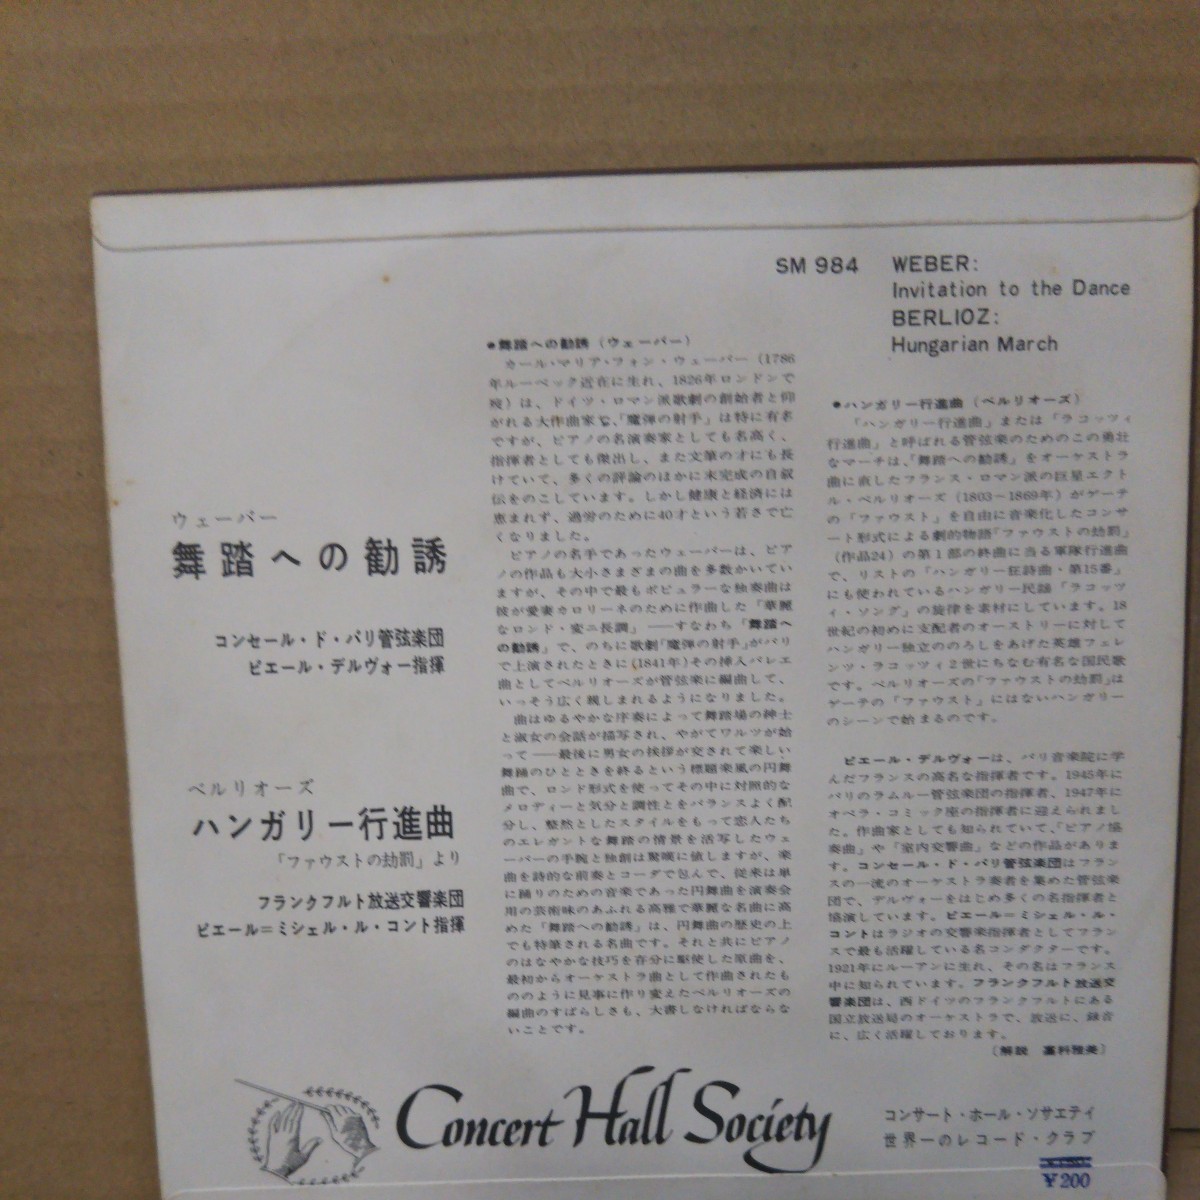 SM 984
WEBER:
Invitation to the Dance
BERLIOZ:
Hungarian March
ウェーバー
舞踏への勧誘
コンセール・ド・パリ管弦楽団
ピエール・デルヴォー指揮
ベルリオーズ
ハンガリー行進曲
「ファウストの劫罰」より
フランクフルト放送交響楽団
ピエール=ミシェル・ル・コント指揮
●舞踏への勧誘(ウェーバー)
カール・マリア・フォン・ウェーバー(1786
年ルーベック近在に生れ、1826年ロンドンで
歿)は、ドイツ・ロマン派歌劇の創始者と仰
がれる大作曲家で、「魔弾の射手」は特に有名
ですが、ピアノの名演奏家としても名高く、
指揮者としても傑出し、また文筆の才にも長
けていて、多くの評論のほかに未完成の自叙
伝をのこしています。しかし健康と経済には
恵まれず、過労のために40才という若さで亡
くなりました。
ピアノの名手であったウェーバーは、ピア
ノの作品も大小さまざまの曲を多数かいてい
ますが、その中で最もポピュラーな独奏曲は
彼が愛妻カロリーネのために作曲した「華麗
なロンド・変ニ長調」――すなわち「舞踏へ
の勧誘」で、のちに歌劇「魔弾の射手」がパリ
で上演されたときに(1841年)その挿入バレエ
曲としてベルリオーズが管弦楽に編曲して、
いっそう広く親しまれるようになりました。
曲はゆるやかな序奏によって舞踏場の紳士
と淑女の会話が描写され、やがてワルツが始
って――最後に男女の挨拶が交されて楽しい
舞踊のひとときを終るという標題楽風の円舞
曲で、ロンド形式を使ってその中に対照的な
メロディーと気分と調性とをバランスよく配
分し、整然としたスタイルをもって恋人たち
のエレガントな舞踏の情景を活写したウェ
ーバーの手腕と独創は驚嘆に値しますが、楽
曲を詩的な前奏とコーダで包んで、従来は単
に踊りのための音楽であった円舞曲を演奏会
用の芸術味のあふれる高雅で華麗な名曲に高
めた「舞踏への勧誘」は、円舞曲の歴史の上
でも特筆される名曲です。それと共にピアノ
のはなやかな技巧を存分に駆使した原曲を、
最初からオーケストラ曲として作曲されたも
ののように見事に作り変えたベルリオーズの
編曲のすばらしさも、大書しなければならな
いことです。
●ハンガリー行進曲(ベルリオーズ)
「ハンガリー行進曲」または「ラコッツィ
行進曲」と呼ばれる管弦楽のためのこの勇壮
なマーチは、「舞踏への勧誘」をオーケストラ
曲に直したフランス・ロマン派の巨星エクト
ル・ベルリオーズ(1803~1869年)がゲーテ
の「ファウスト」を自由に音楽化したコンサ
ート形式による劇的物語「ファウストの劫罰」
(作品24)の第1部の終曲に当る軍隊行進曲
で、リストの「ハンガリー狂詩曲・第15番」
にも使われているハンガリー民謡「ラコッツ
ィ・ソング」の旋律を素材にしています。18
世紀の初めに支配者のオーストリーに対して
ハンガリー独立ののろしをあげた英雄フェレ
ンツ・ラコッツィ2世にちなむ有名な国民歌
です。ベルリオーズの「ファウストの劫罰」は
ゲーテの「ファウスト」にはないハンガリー
のシーンで始まるのです。
ピエール・デルヴォーは、パリ音楽院に学
んだフランスの高名な指揮者です。1945年に
パリのラムルー管弦楽団の指揮者、1947年に
オペラ・コミック座の指揮者に迎えられまし
た。作曲家としても知られていて、「ピアノ協
奏曲」や「室内交響曲」などの作品がありま
す。コンセール・ド・パリ管弦楽団はフラン
スの一流のオーケストラ奏者を集めた管弦楽
団で、デルヴォーをはじめ多くの名指揮者と
協演しています。ピエール=ミシェル・ル・
コントはラジオの交響楽指揮者としてフラン
スで最も活躍している名コンダクターです。
1921年にルーアンに生れ、その名はフランス
中に知られています。フランクフルト放送交
響楽団は、西ドイツのフランクフルトにある
国立放送局のオーケストラで、放送に、録音
に、広く活躍しております。
〔解説 藁科雅美〕
Concert Hall Society
コンサート・ホール・ソサエティ
世界一のレコード・クラブ
¥200